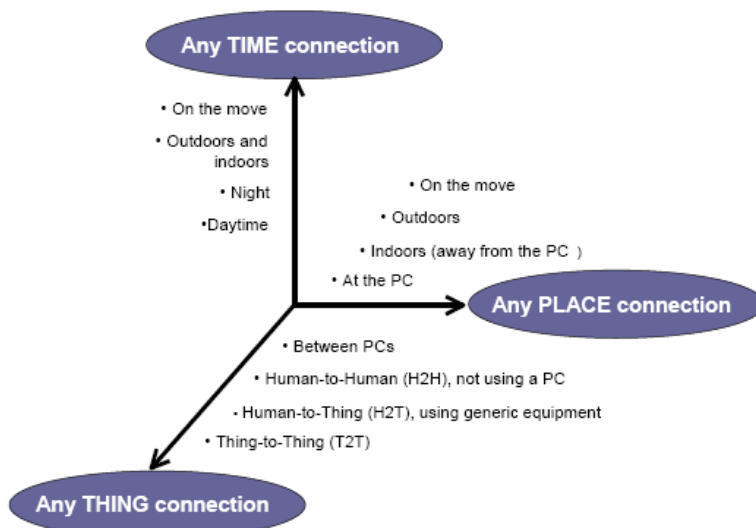 Any TIME connection
• On the move
• Outdoors and
indoors
• Night
•Daytime
• On the move
• Outdoors
• Indoors (away from the PC )
• At the PC
Any PLACE connection
• Between PCs
• Human-to-Human (H2H), not using a PC
• Human-to-Thing (H2T), using generic equipment
• Thing-to-Thing (T2T)
Any THING connection